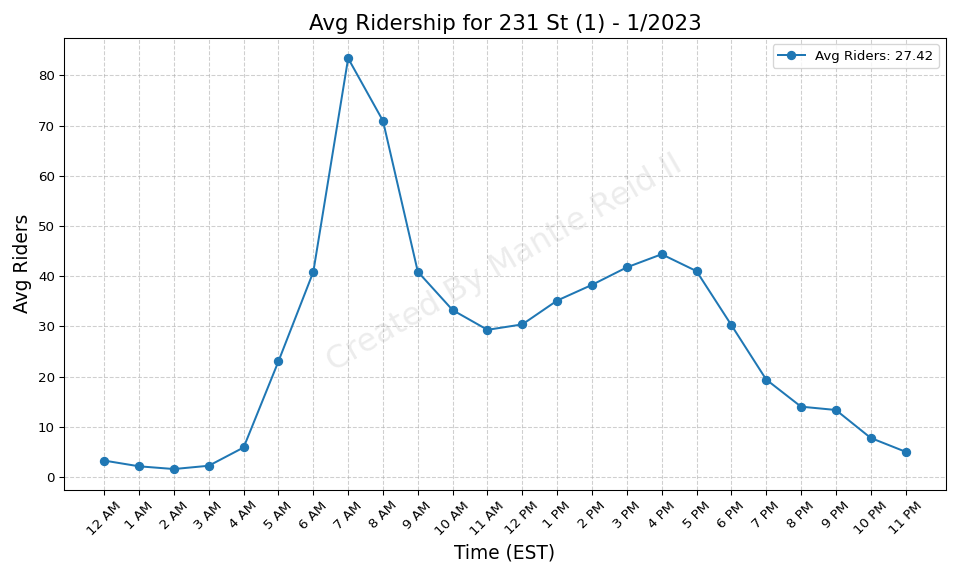 Avg Ridership for 231 St (1) - 1/2023
Avg Riders: 27.42
Avg Riders
80
70
60
50
40
30
20
10
0
Created By Mantie Reid II
12 AM
1 AM
2 AM
3 AM
4 AM
5 AM
6 AM
7 AM
8 AM
9 AM
10 AM
11 AM
12 PM
1 PM
2 PM
3 PM
4 PM
5 PM
6 PM
7 PM
8 PM
9 PM
10 PM
11 PM
Time (EST)